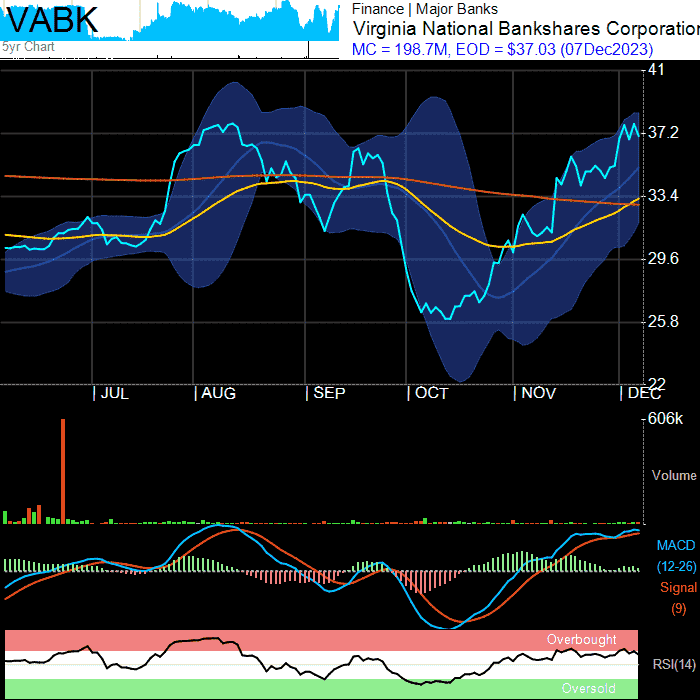 VABK
5yr Chart
Finance | Major Banks
Virginia National Bankshares Corporation
MC = 198.7M, EOD = $37.03 (07Dec2023)
41
37.2
33.4
29.6
25.8
22
| JUL | AUG | SEP | OCT | NOV | DEC
606k
Volume
MACD
(12-26)
Signal
(9)
Overbought
RSI(14)
Oversold